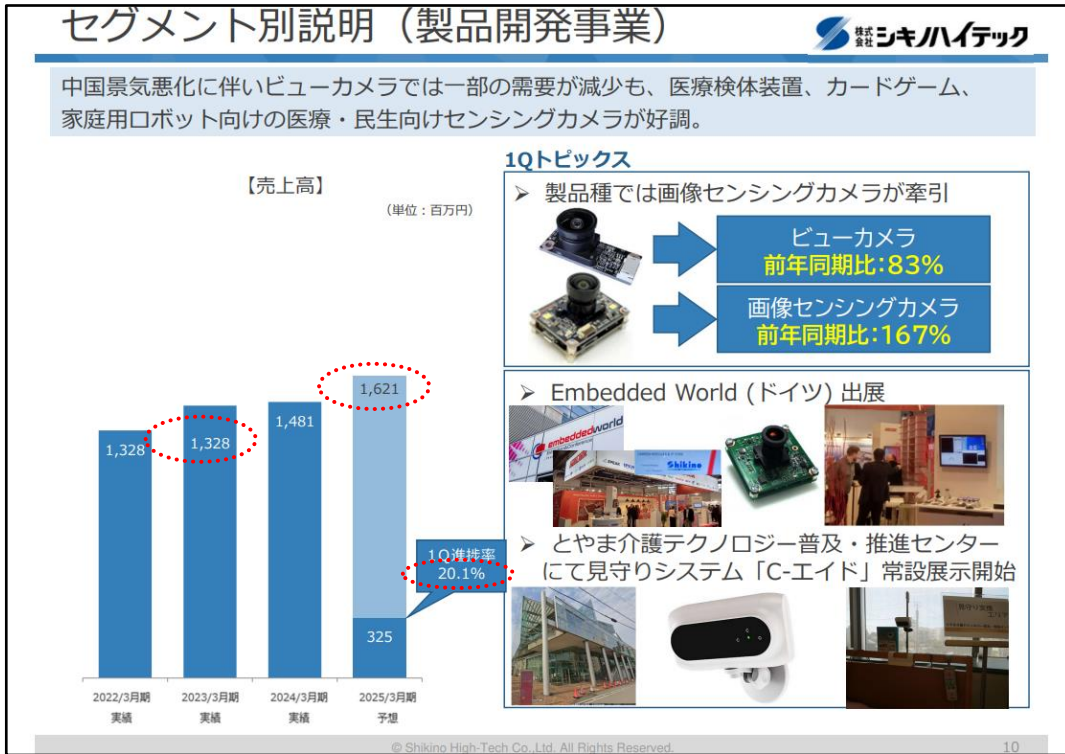 セグメント別説明（製品開発事業）
株式会社シキノハイテック
中国景気悪化に伴いビューカメラでは一部の需要が減少も、医療検体装置、カードゲーム、
家庭用ロボット向けの医療・民生向けセンシングカメラが好調。
【売上高】
（単位：百万円）
1,328
1,328
1,481
1,621
1Q進捗率
20.1%
325
2022/3月期
実績
2023/3月期
実績
2024/3月期
実績
2025/3月期
予想
1Qトピックス
➢ 製品種では画像センシングカメラが牽引
ビューカメラ
前年同期比：83%
画像センシングカメラ
前年同期比：167%
➢ Embedded World (ドイツ) 出展
embeddedworld
Shikino
➢ とやま介護テクノロジー普及・推進センター
にて見守りシステム「C-エイド」常設展示開始
© Shikino High-Tech Co.,Ltd. All Rights Reserved.
10